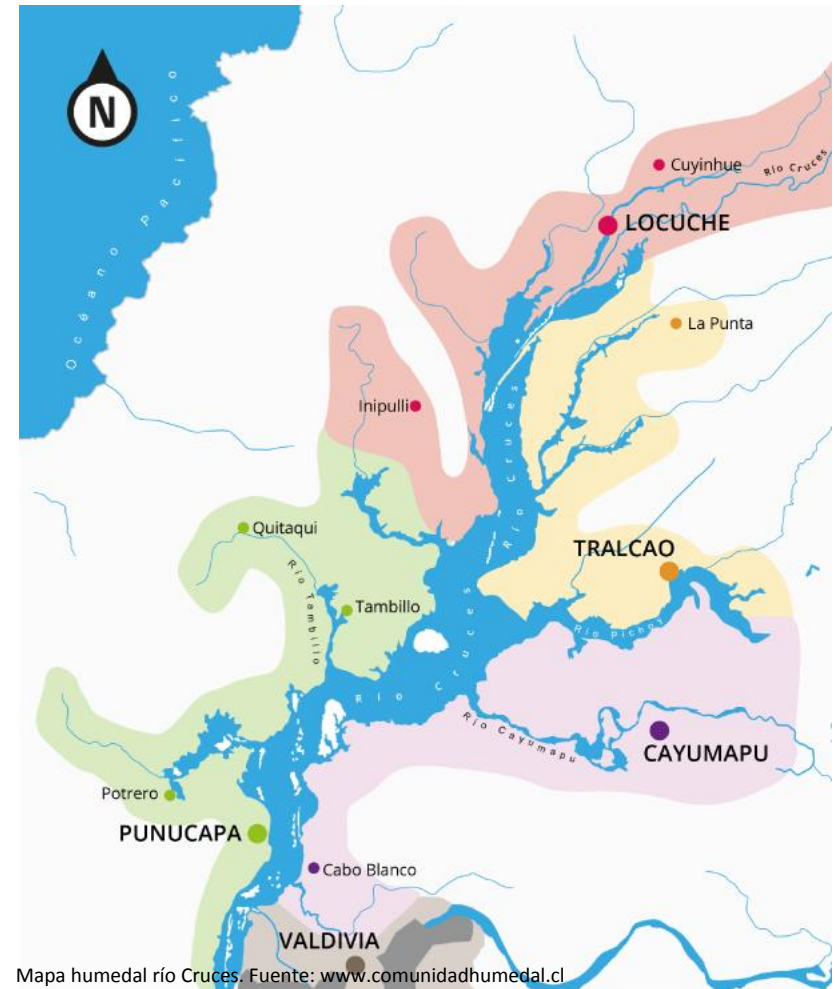 N
Océano Pacífico
Cuyinhue
Río Cruces
LOCUCHE
La Punta
Inipulli
Río Cruces
Quitaqui
TRALCAO
Río Tambillo
Tambillo
Río Pichoy
Río Cruces
Río Cayumapu
CAYUMAPU
Potrero
PUNUCAPA
Cabo Blanco
VALDIVIA
Mapa humedal río Cruces. Fuente: www.comunidadhumedal.cl